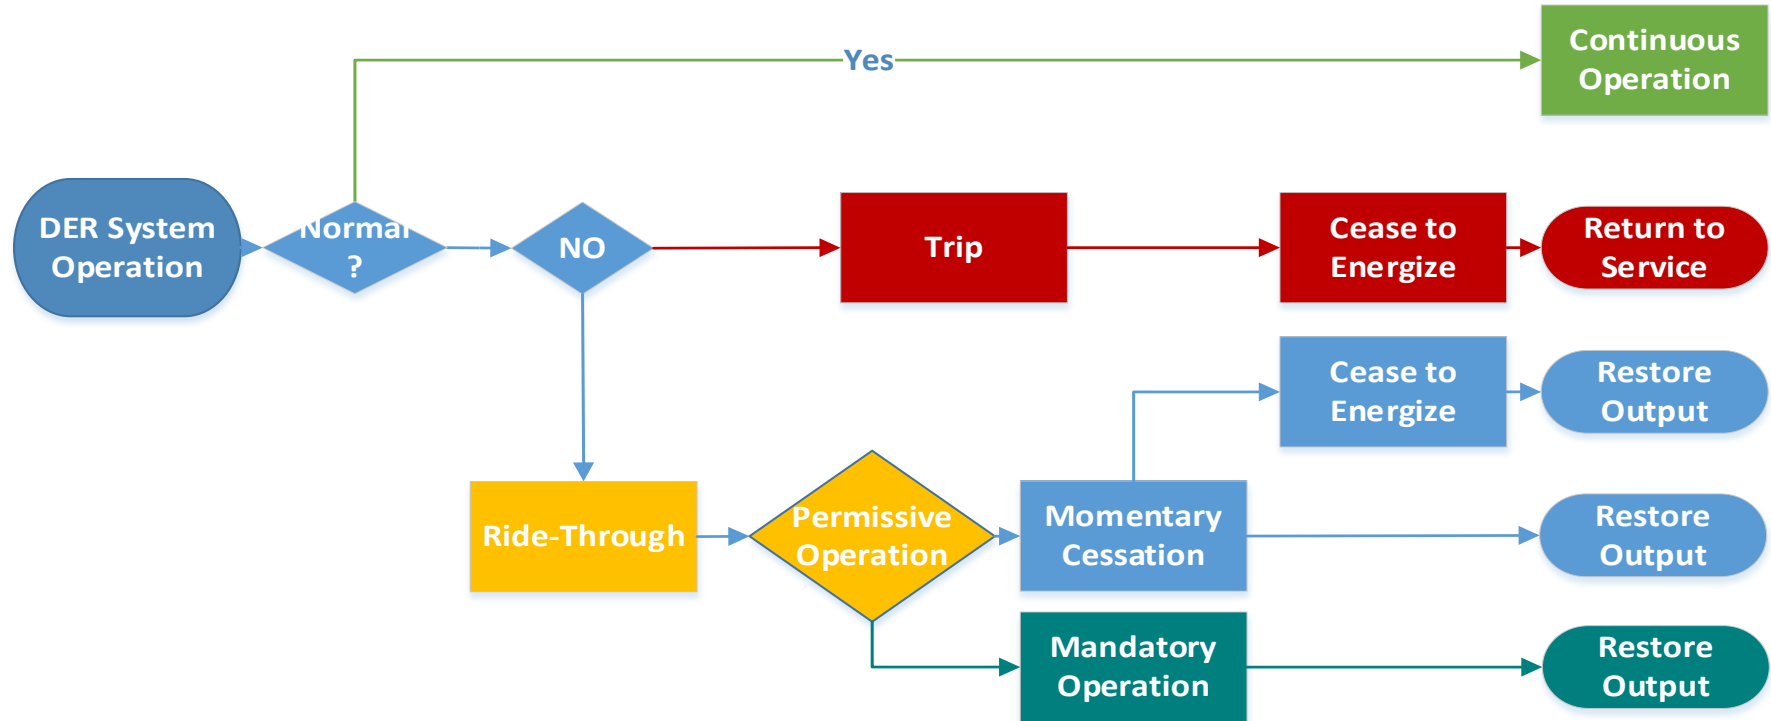 Yes
Continuous
Operation
DER System
Operation
Normal
?
NO
Trip
Cease to
Energize
Return to
Service
Cease to
Energize
Restore
Output
Ride-Through
Permissive
Operation
Momentary
Cessation
Restore
Output
Mandatory
Operation
Restore
Output